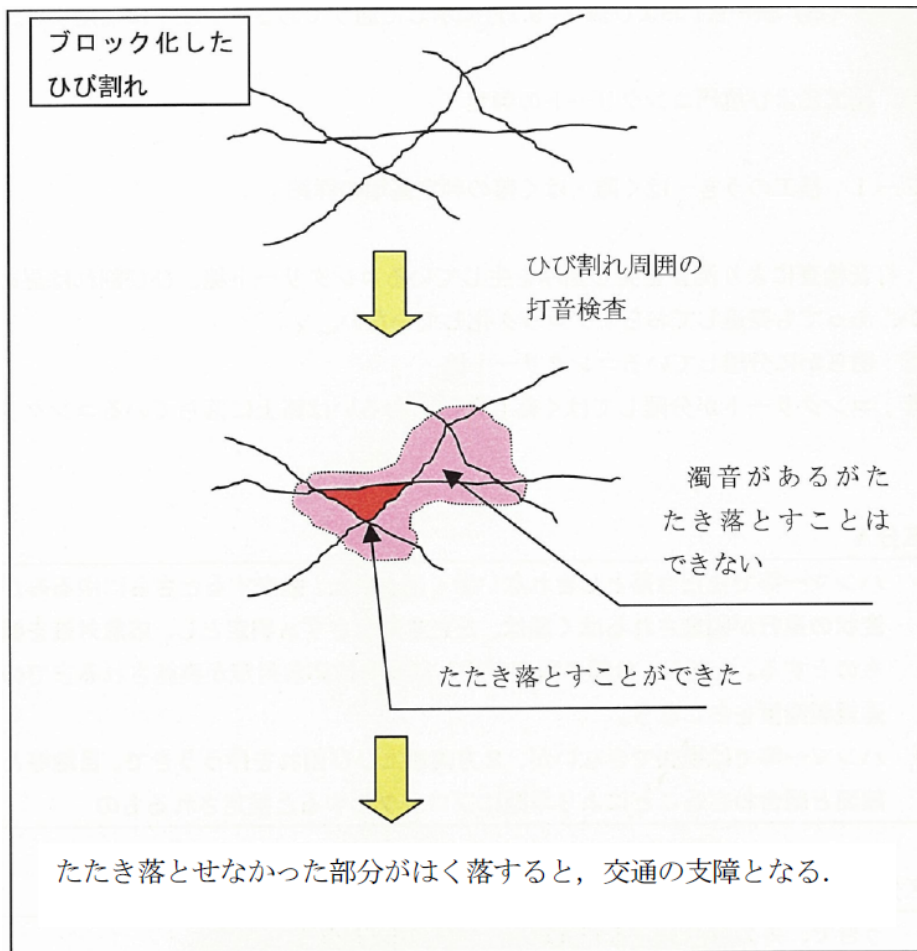 ブロック化した
ひび割れ
ひび割れ周囲の
打音検査
濁音があるがた
たき落とすことは
できない
たたき落とすことができた
たたき落とせなかった部分がはく落すると，交通の支障となる．